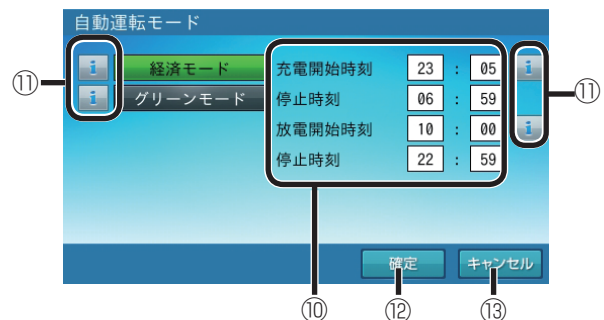 自動運転モード
i 経済モード 充電開始時刻 23 : 05 i
i グリーンモード 停止時刻 06 : 59
放電開始時刻 10 : 00 i
停止時刻 22 : 59
⑪ ⑪
確定 キャンセル
⑩ ⑫ ⑬